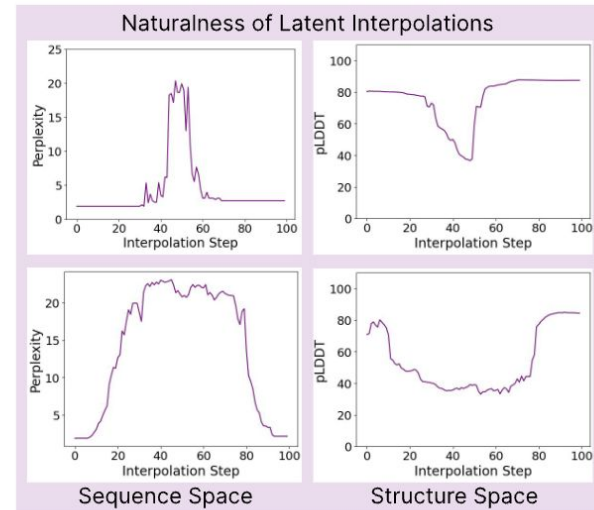 Naturalness of Latent Interpolations
25
20
15
10
5
0
Perplexity
0 20 40 60 80 100
Interpolation Step
100
80
60
40
20
0
pLDDT
0 20 40 60 80 100
Interpolation Step
20
15
10
5
Perplexity
0 20 40 60 80 100
Interpolation Step
100
80
60
40
20
0
pLDDT
0 20 40 60 80 100
Interpolation Step
Sequence Space
Structure Space